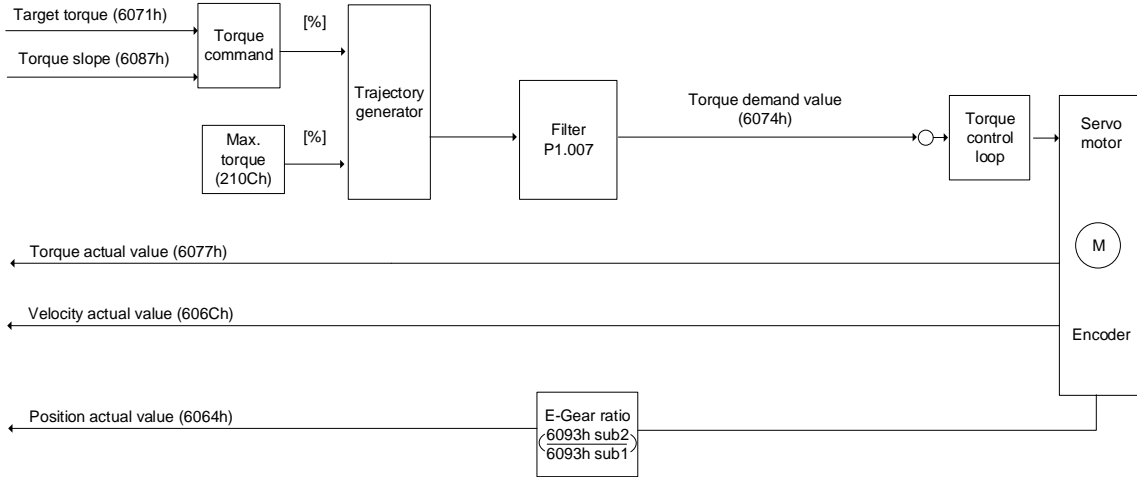 Target torque (6071h)
[%]
Torque
command
Torque slope (6087h)
Trajectory
generator
Max.
torque
(210Ch)
[%]
Filter
P1.007
Torque demand value
(6074h)
Torque
control
loop
Servo
motor
M
Encoder
Torque actual value (6077h)
Velocity actual value (606Ch)
Position actual value (6064h)
E-Gear ratio
(6093h sub2
6093h sub1)